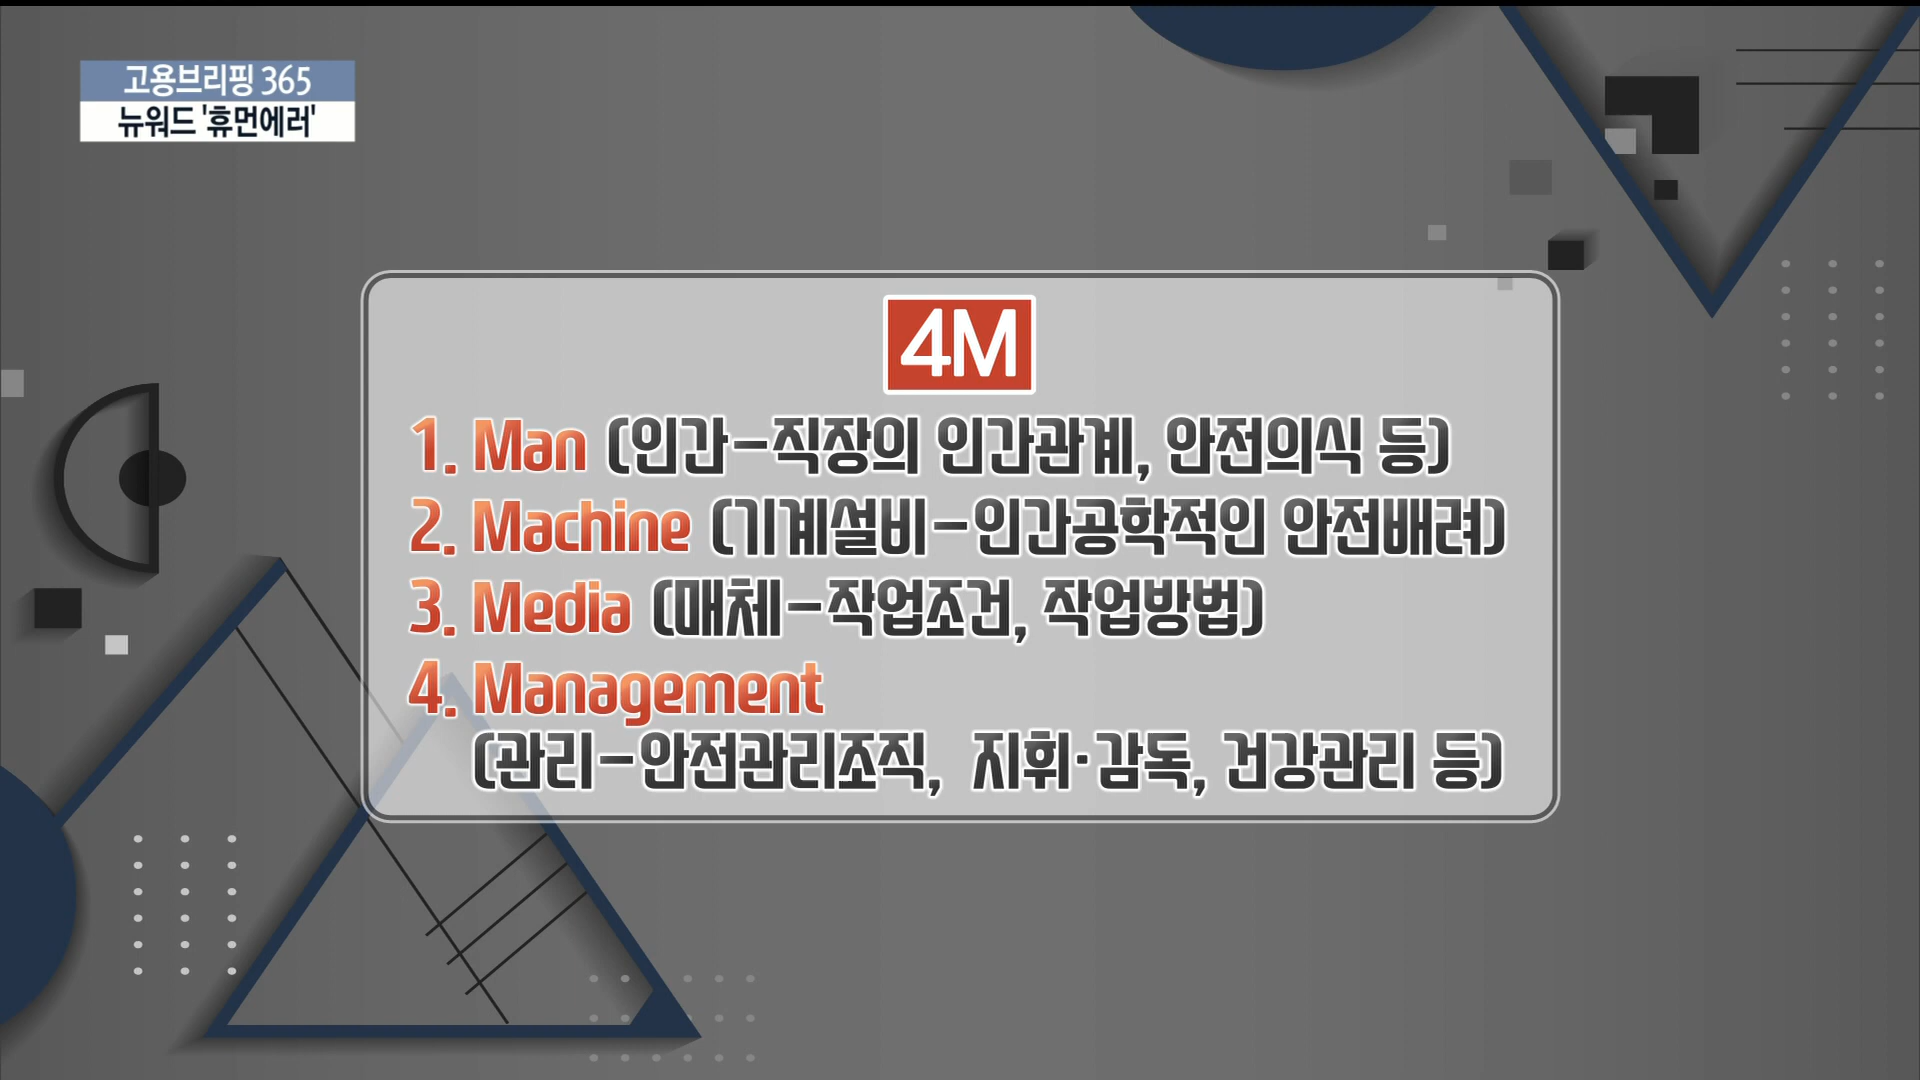 고용브리핑 365
뉴워드 '휴먼에러'
4M
1. Man (인간-직장의 인간관계, 안전의식 등)
2. Machine (기계설비-인간공학적인 안전배려)
3. Media (매체-작업조건, 작업방법)
4. Management
(관리-안전관리조직, 지휘·감독, 건강관리 등)